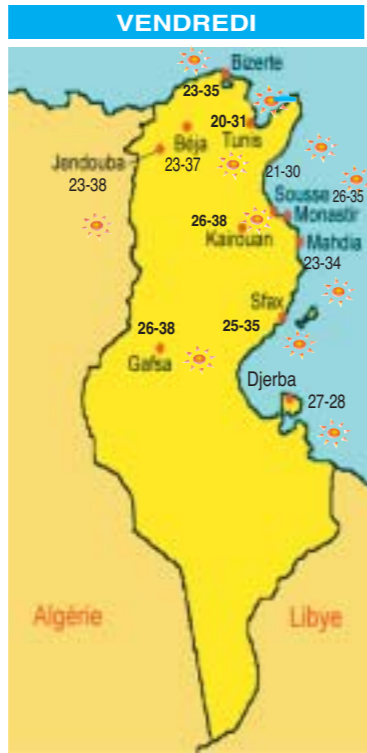 VENDREDI
Bizerte
23-35
20-31
Béja
Tunis
Jendouba
23-37
23-38
21-30
Sousse 26-35
26-38
Monastir
Kairouan
Mahdia
23-34
Sfax
26-38
25-35
Gafsa
Djerba
27-28
Algérie
Libye